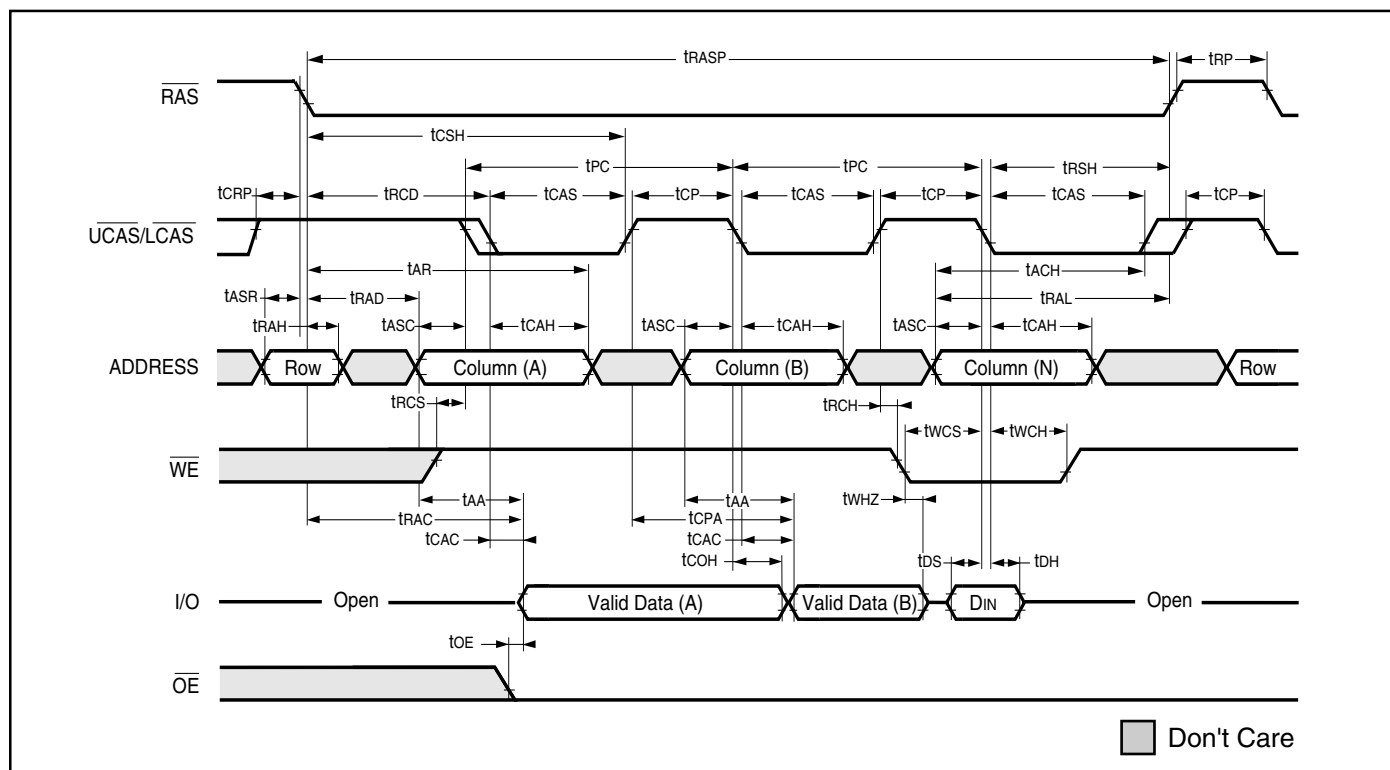 tRASP
tRP
RAS
tCSH
tPC
tPC
tRSH
tCRP
tRCD
tCAS
tCP
tCAS
tCP
tCAS
tCP
UCAS/LCAS
tAR
tACH
tASR
tRAD
tRAL
tRAH
tASC
tCAH
tASC
tCAH
tASC
tCAH
ADDRESS
Row
Column (A)
Column (B)
Column (N)
Row
tRCS
tRCH
tWCS
tWCH
WE
tAA
tAA
tWHZ
tRAC
tCPA
tCAC
tCAC
tCOH
tDS
tDH
I/O
Open
Valid Data (A)
Valid Data (B)
DIN
Open
tOE
OE
Don't Care